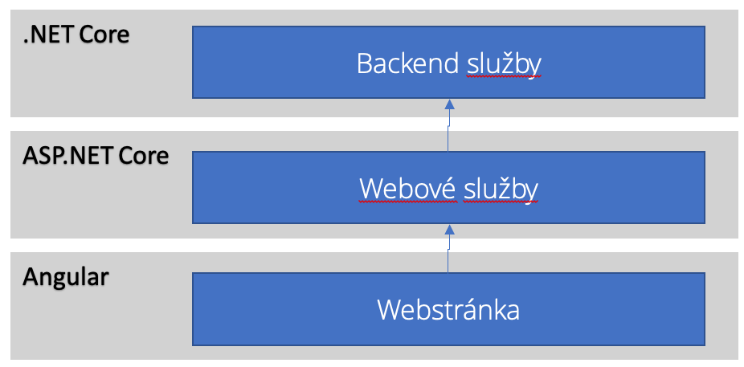 .NET Core
Backend služby
ASP.NET Core
Webové služby
Angular
Webstránka